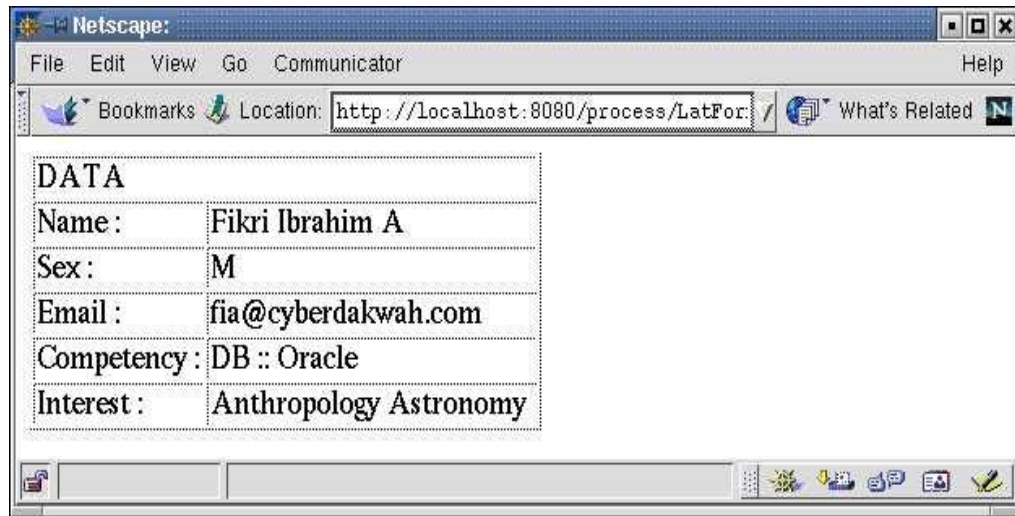 Netscape:
File Edit View Go Communicator Help
Bookmarks Location: http://localhost:8080/process/LatFor What's Related N
DATA
Name : Fikri Ibrahim A
Sex : M
Email : fia@cyberdakwah.com
Competency : DB :: Oracle
Interest : Anthropology Astronomy